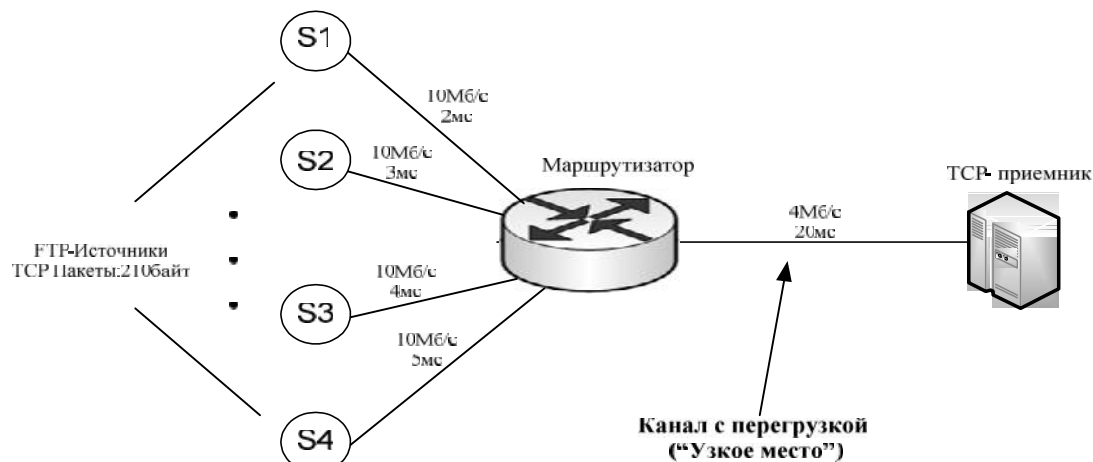 S1
10Мб/с
2мс
S2
10Мб/с
3мс
Маршрутизатор
TCP- приемник
4Мб/с
20мс
FTP-Источники
TCP Пакеты:210байт
S3
10Мб/с
4мс
10Мб/с
5мс
S4
Канал с перегрузкой
(“Узкое место”)